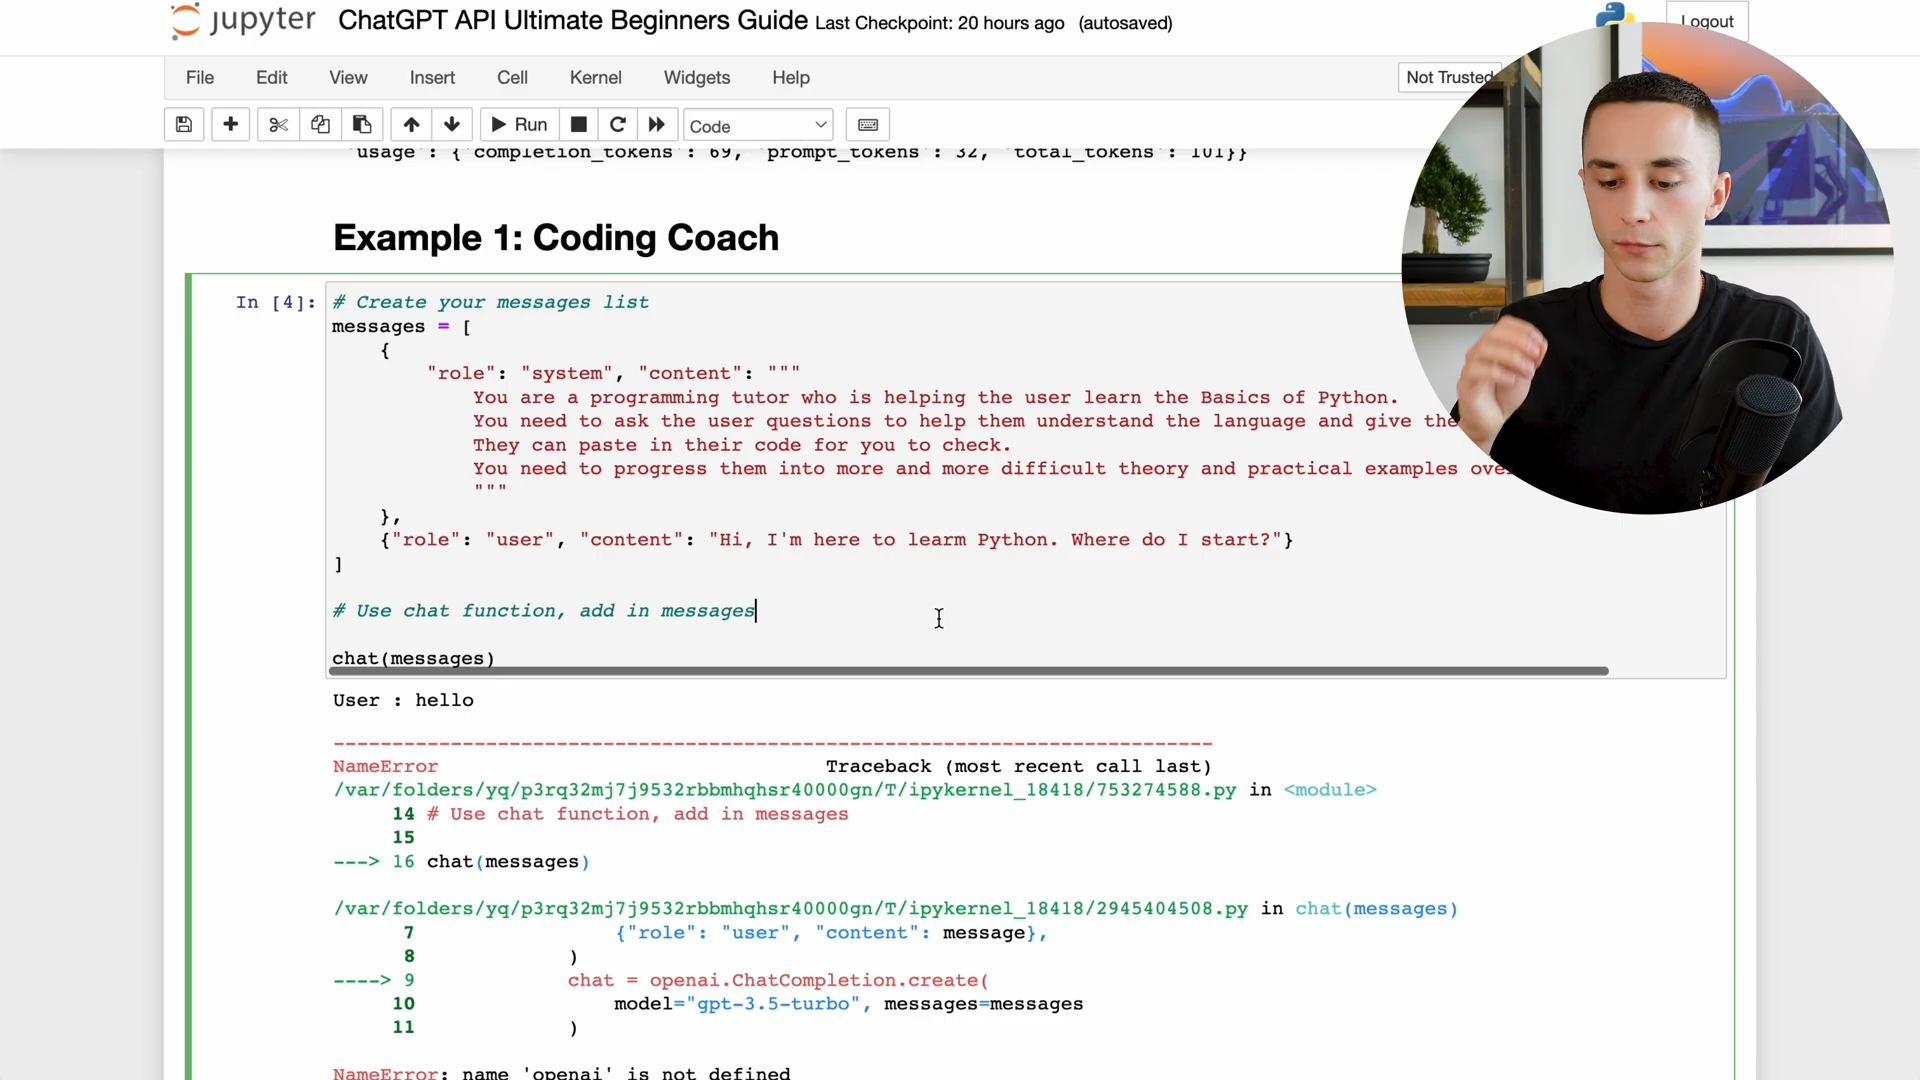 jupyter ChatGPT API Ultimate Beginners Guide Last Checkpoint: 20 hours ago (autosaved) Logout
File Edit View Insert Cell Kernel Widgets Help Not Trusted
Run Code
'usage': {'completion_tokens': 69, 'prompt_tokens': 32, 'total_tokens': 101}}
Example 1: Coding Coach
In [4]: # Create your messages list
messages = [
{
"role": "system", "content": """
You are a programming tutor who is helping the user learn the Basics of Python.
You need to ask the user questions to help them understand the language and give the
They can paste in their code for you to check.
You need to progress them into more and more difficult theory and practical examples over
"""
},
{"role": "user", "content": "Hi, I'm here to learm Python. Where do I start?"}
]
# Use chat function, add in messages
chat(messages)
User : hello
---------------------------------------------------------------------------
NameError Traceback (most recent call last)
/var/folders/yq/p3rq32mj7j9532rbbmhqhsr40000gn/T/ipykernel_18418/753274588.py in <module>
14 # Use chat function, add in messages
15
---> 16 chat(messages)
/var/folders/yq/p3rq32mj7j9532rbbmhqhsr40000gn/T/ipykernel_18418/2945404508.py in chat(messages)
7 {"role": "user", "content": message},
8 )
----> 9 chat = openai.ChatCompletion.create(
10 model="gpt-3.5-turbo", messages=messages
11 )
NameError: name 'openai' is not defined